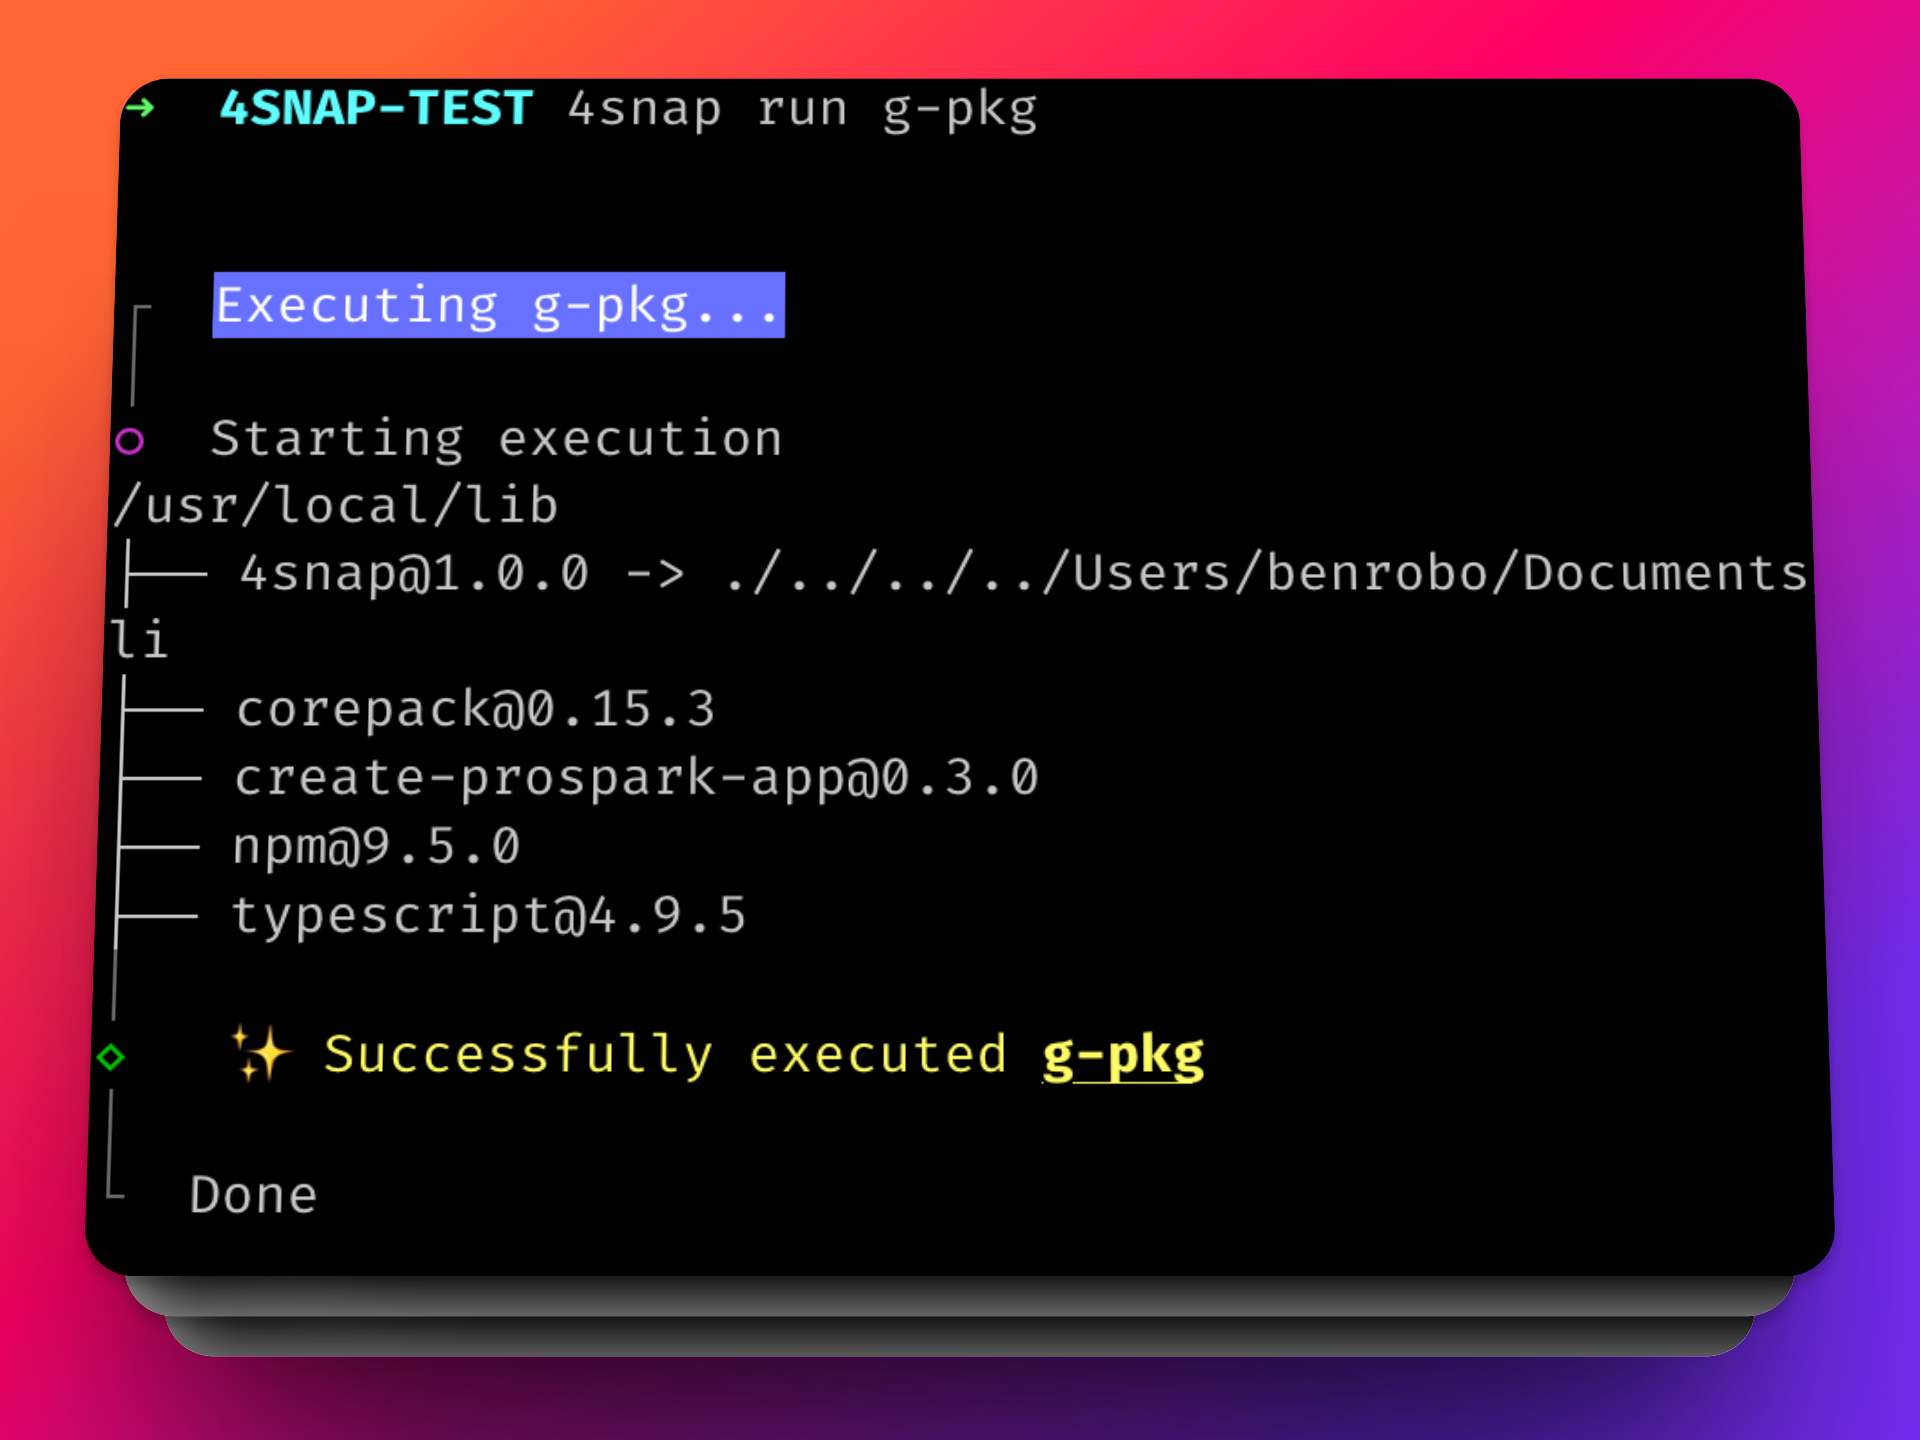 ➜ 4SNAP-TEST 4snap run g-pkg
Executing g-pkg...
Starting execution
/usr/local/lib
├── 4snap@1.0.0 -> ./../../../Users/benrobo/Documents
li
├── corepack@0.15.3
├── create-prospark-app@0.3.0
├── npm@9.5.0
├── typescript@4.9.5
✨ Successfully executed g-pkg
Done